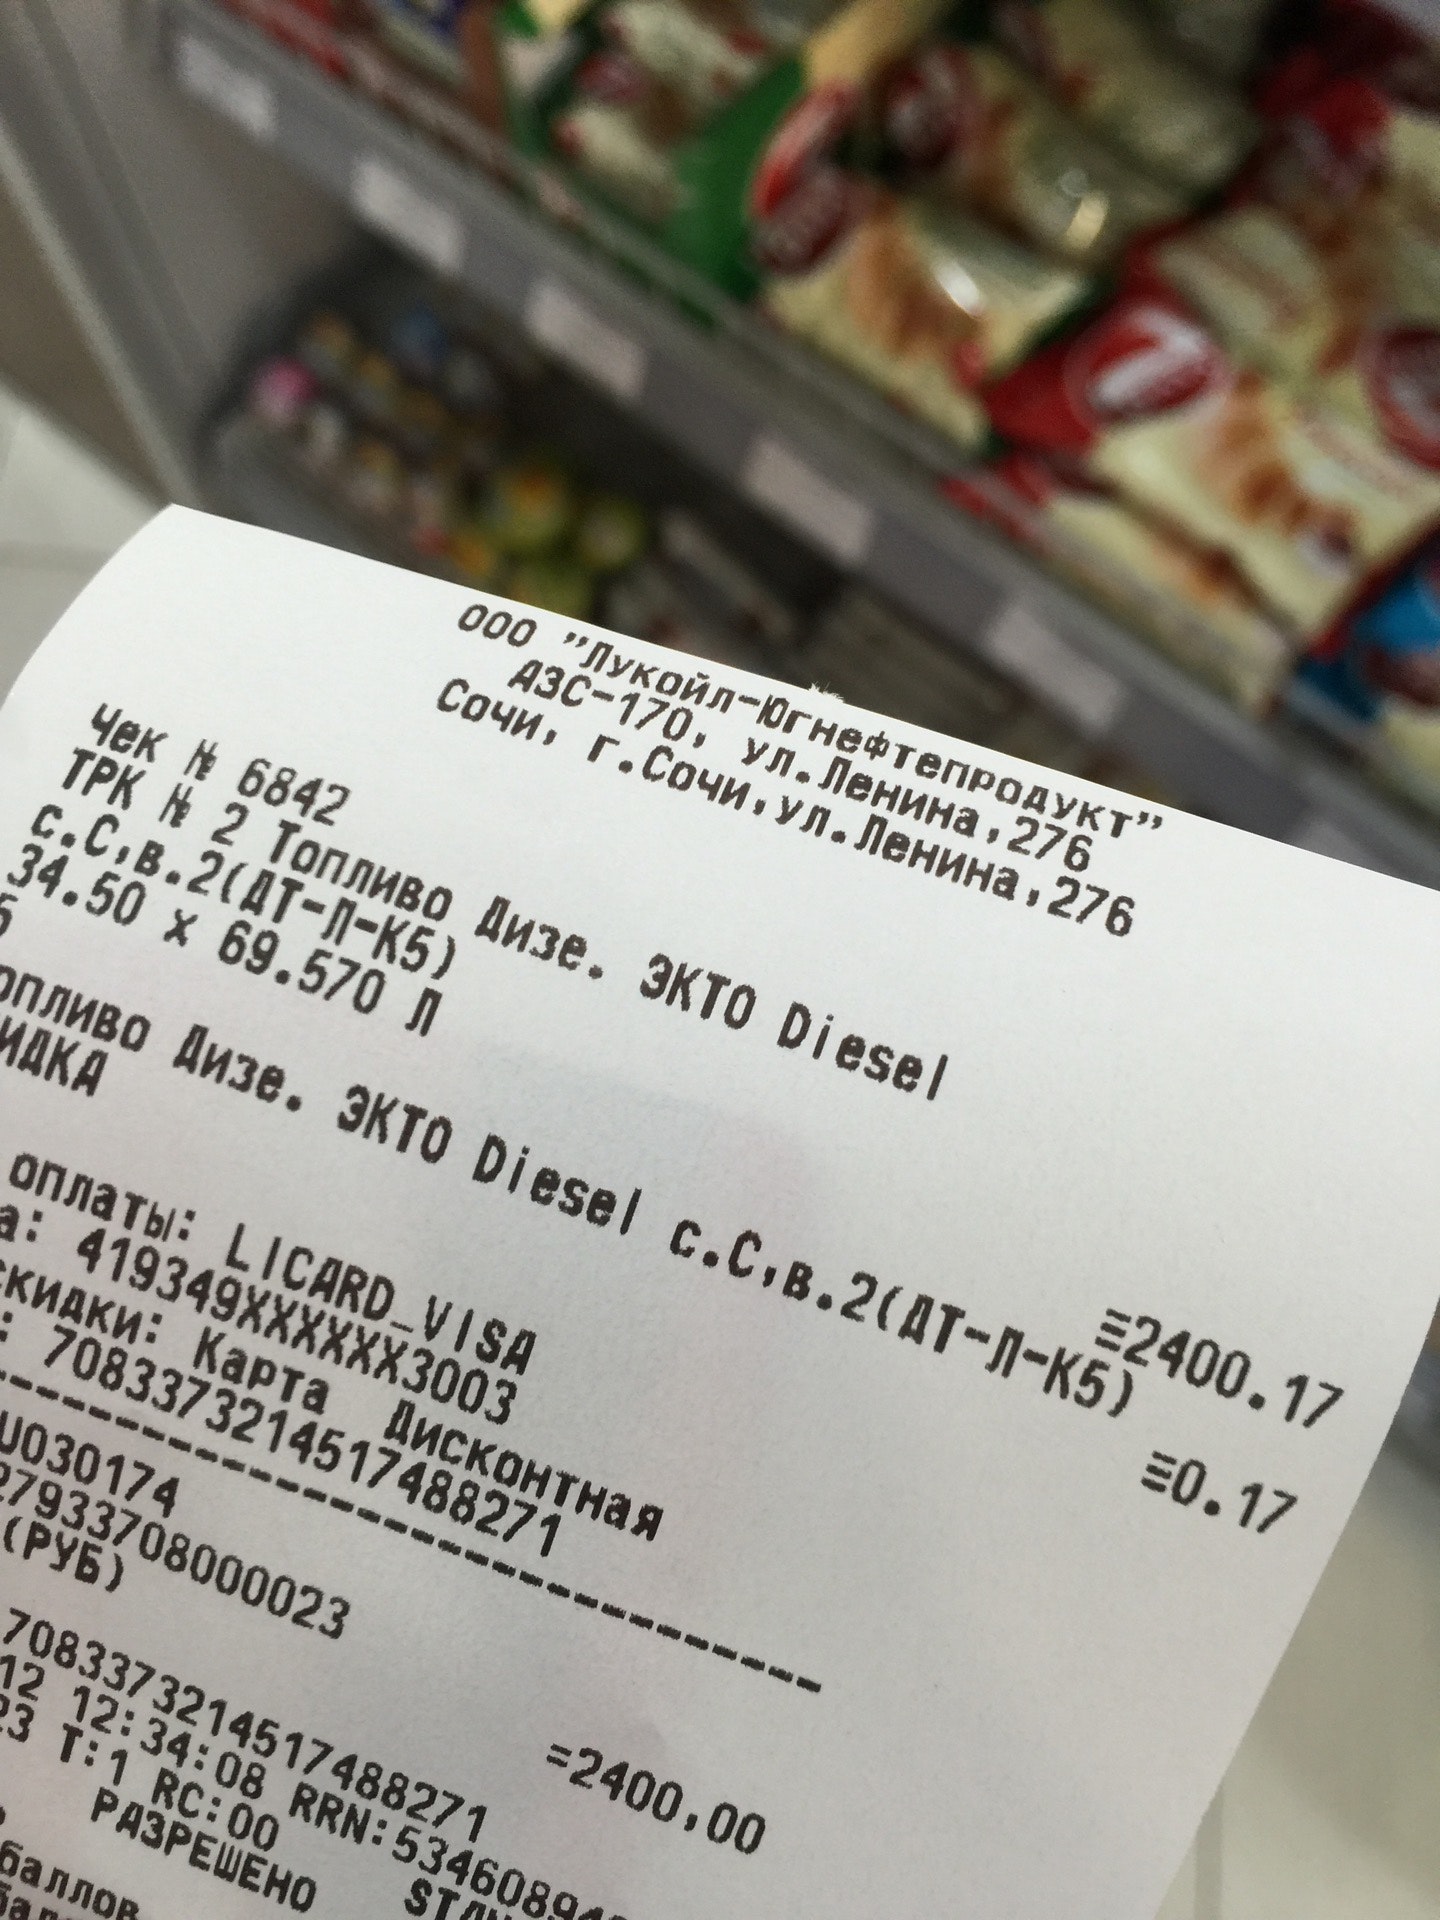 ООО "Лукойл-Югнефтепродукт"
АЗС-170, ул.Ленина,276
Сочи, г.Сочи,ул.Ленина,276
Чек № 6842
ТРК № 2 Топливо Дизе. ЭКТО Diesel
с.С,в.2(ДТ-Л-К5)
34.50 x 69.570 Л
≡2400.17
5
опливо Дизе. ЭКТО Diesel с.С,в.2(ДТ-Л-К5)
ИДКА
≡0.17
оплаты: LICARD_VISA
а: 419349XXXXXX3003
скидки: Карта Дисконтная
: 7083373214517488271
U030174
27933708000023
(РУБ)
=2400,00
7083373214517488271
12 12:34:08 RRN:53460894
23 T:1 RC:00
РАЗРЕШЕНО
баллов